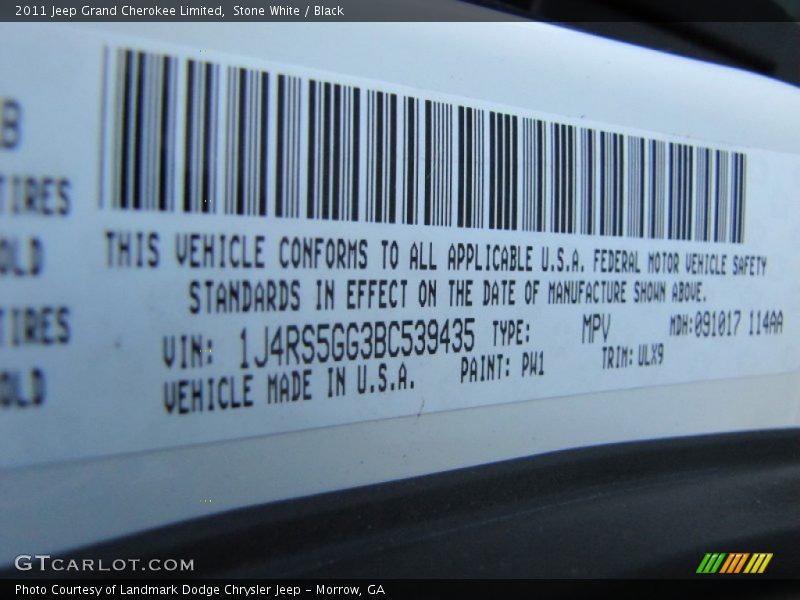 2011 Jeep Grand Cherokee Limited, Stone White / Black
B
TIRES
OLD
TIRES
OLD
THIS VEHICLE CONFORMS TO ALL APPLICABLE U.S.A. FEDERAL MOTOR VEHICLE SAFETY
STANDARDS IN EFFECT ON THE DATE OF MANUFACTURE SHOWN ABOVE.
VIN: 1J4RS5GG3BC539435 TYPE: MPV MDH:091017 114AA
VEHICLE MADE IN U.S.A. PAINT: PW1 TRIM: ULX9
GTCARLOT.COM
Photo Courtesy of Landmark Dodge Chrysler Jeep - Morrow, GA